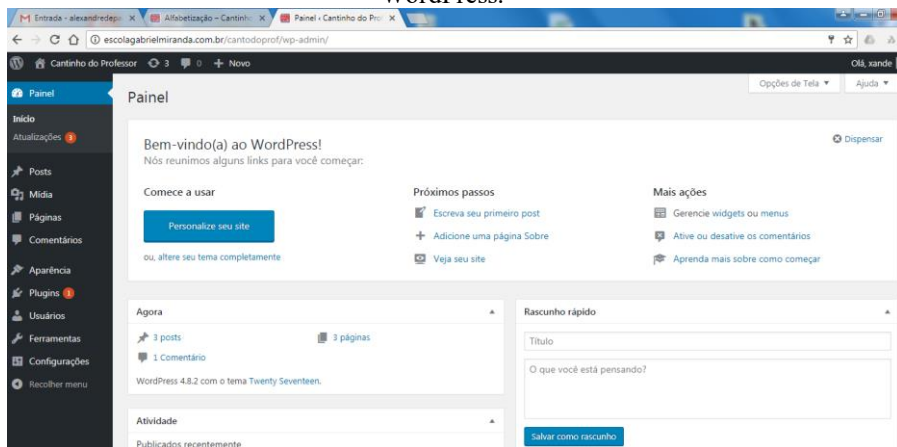 WordPress.
Entrada - alexandredepa
Alfabetização – Cantinho
Painel ‹ Cantinho do Pro
escolagabrielmiranda.com.br/cantodoprof/wp-admin/
Cantinho do Professor 3 0 + Novo
Olá, xande
Opções de Tela ▼ Ajuda ▼
Painel
Início
Atualizações 3
Posts
Mídia
Páginas
Comentários
Aparência
Plugins 1
Usuários
Ferramentas
Configurações
Recolher menu
Painel
Bem-vindo(a) ao WordPress!
Nós reunimos alguns links para você começar:
Dispensar
Comece a usar
Personalize seu site
ou, altere seu tema completamente
Próximos passos
Escreva seu primeiro post
Adicione uma página Sobre
Veja seu site
Mais ações
Gerencie widgets ou menus
Ative ou desative os comentários
Aprenda mais sobre como começar
Agora
3 posts 3 páginas
1 Comentário
WordPress 4.8.2 com o tema Twenty Seventeen.
Atividade
Publicados recentemente
Rascunho rápido
Título
O que você está pensando?
Salvar como rascunho